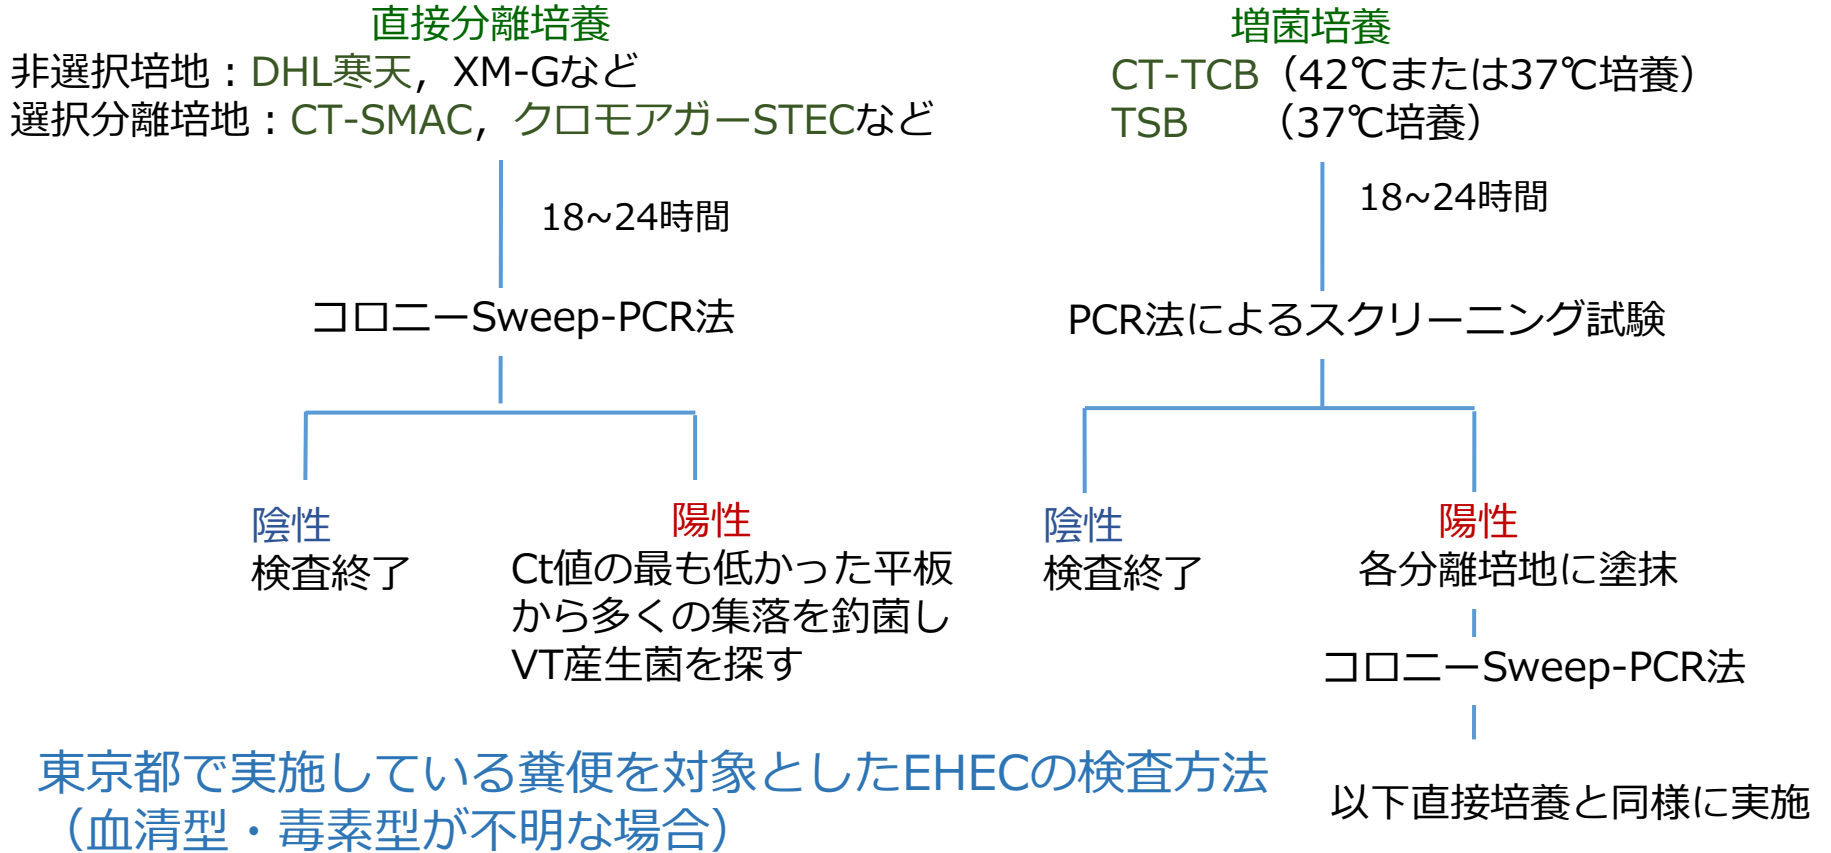 直接分離培養
非選択培地：DHL寒天，XM-Gなど
選択分離培地：CT-SMAC，クロモアガーSTECなど
18~24時間
コロニーSweep-PCR法
陰性
検査終了
陽性
Ct値の最も低かった平板
から多くの集落を釣菌し
VT産生菌を探す
増菌培養
CT-TCB（42℃または37℃培養）
TSB （37℃培養）
18~24時間
PCR法によるスクリーニング試験
陰性
検査終了
陽性
各分離培地に塗抹
コロニーSweep-PCR法
以下直接培養と同様に実施
東京都で実施している糞便を対象としたEHECの検査方法
（血清型・毒素型が不明な場合）